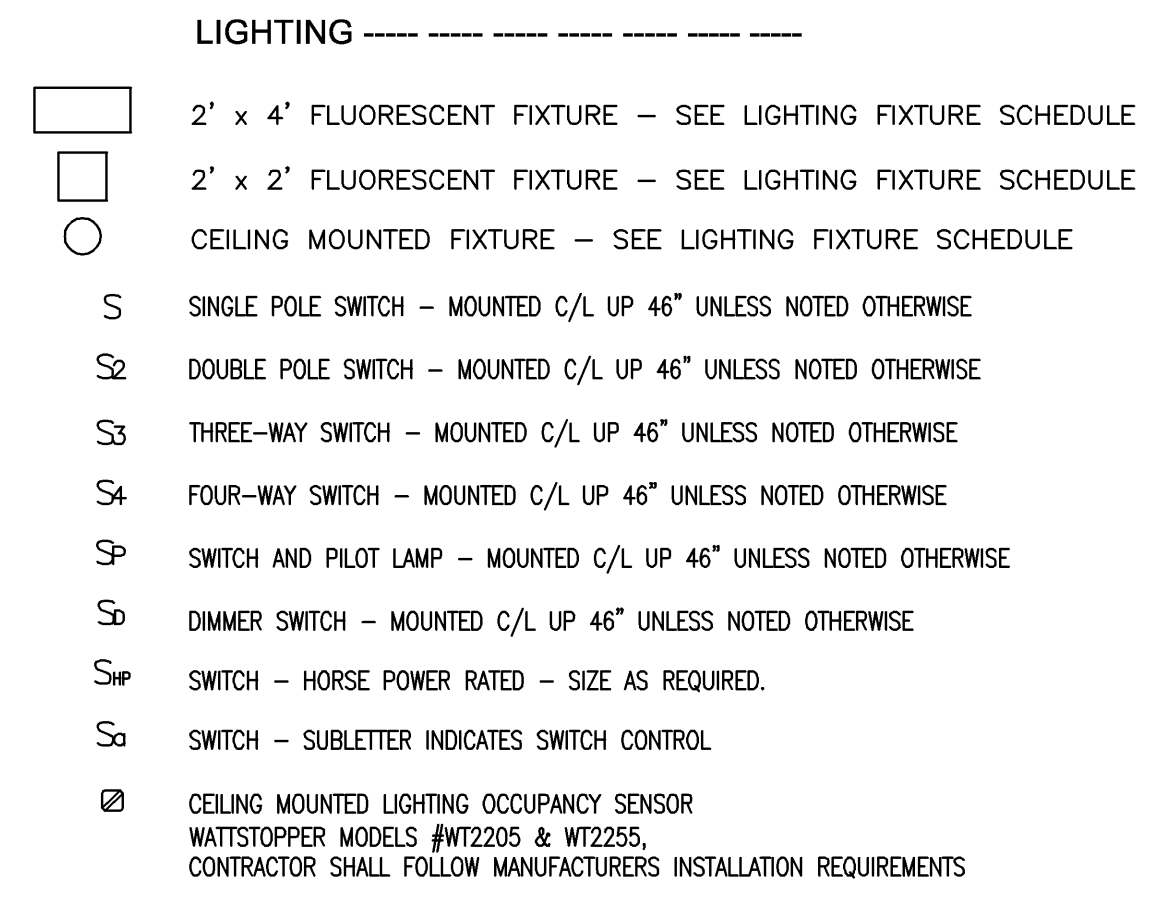 LIGHTING ----- ----- ----- ----- ----- ----- -----
2' x 4' FLUORESCENT FIXTURE – SEE LIGHTING FIXTURE SCHEDULE
2' x 2' FLUORESCENT FIXTURE – SEE LIGHTING FIXTURE SCHEDULE
CEILING MOUNTED FIXTURE – SEE LIGHTING FIXTURE SCHEDULE
S SINGLE POLE SWITCH – MOUNTED C/L UP 46" UNLESS NOTED OTHERWISE
S2 DOUBLE POLE SWITCH – MOUNTED C/L UP 46" UNLESS NOTED OTHERWISE
S3 THREE–WAY SWITCH – MOUNTED C/L UP 46" UNLESS NOTED OTHERWISE
S4 FOUR–WAY SWITCH – MOUNTED C/L UP 46" UNLESS NOTED OTHERWISE
SP SWITCH AND PILOT LAMP – MOUNTED C/L UP 46" UNLESS NOTED OTHERWISE
SD DIMMER SWITCH – MOUNTED C/L UP 46" UNLESS NOTED OTHERWISE
SHP SWITCH – HORSE POWER RATED – SIZE AS REQUIRED.
Sa SWITCH – SUBLETTER INDICATES SWITCH CONTROL
CEILING MOUNTED LIGHTING OCCUPANCY SENSOR
WATTSTOPPER MODELS #WT2205 & WT2255,
CONTRACTOR SHALL FOLLOW MANUFACTURERS INSTALLATION REQUIREMENTS